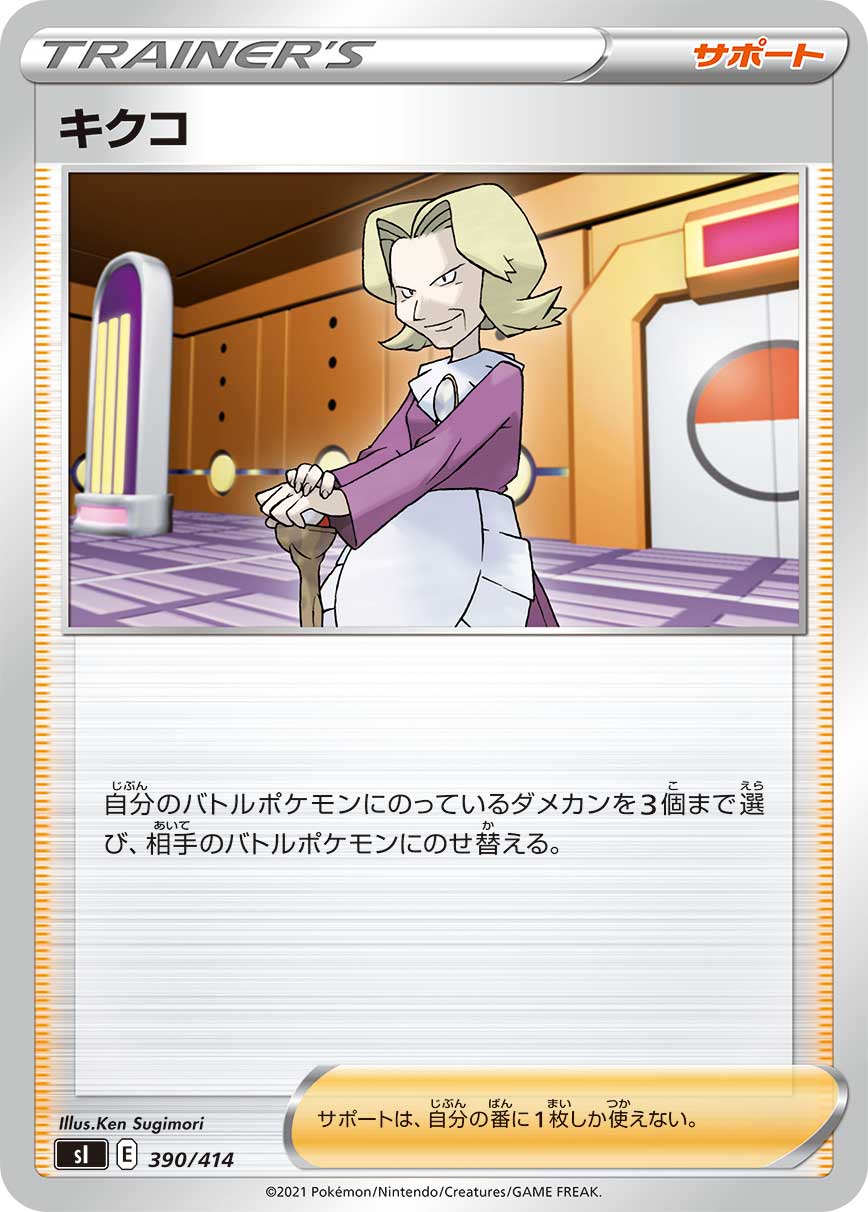 TRAINER'S サポート
キクコ
自分のバトルポケモンにのっているダメカンを3個まで選
び、相手のバトルポケモンにのせ替える。
Illus.Ken Sugimori
サポートは、自分の番に1枚しか使えない。
sI E 390/414
©2021 Pokémon/Nintendo/Creatures/GAME FREAK.